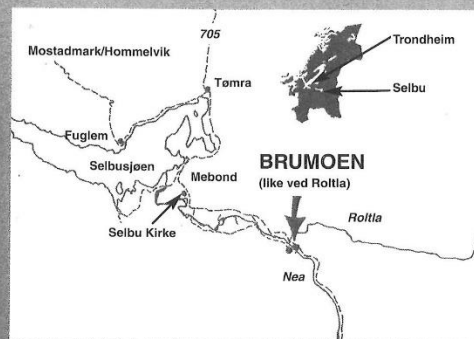 705
Mostadmark/Hommelvik
Trondheim
Tømra
Selbu
Fuglem
Selbusjøen
Mebond
BRUMOEN
(like ved Roltla)
Selbu Kirke
Roltla
Nea